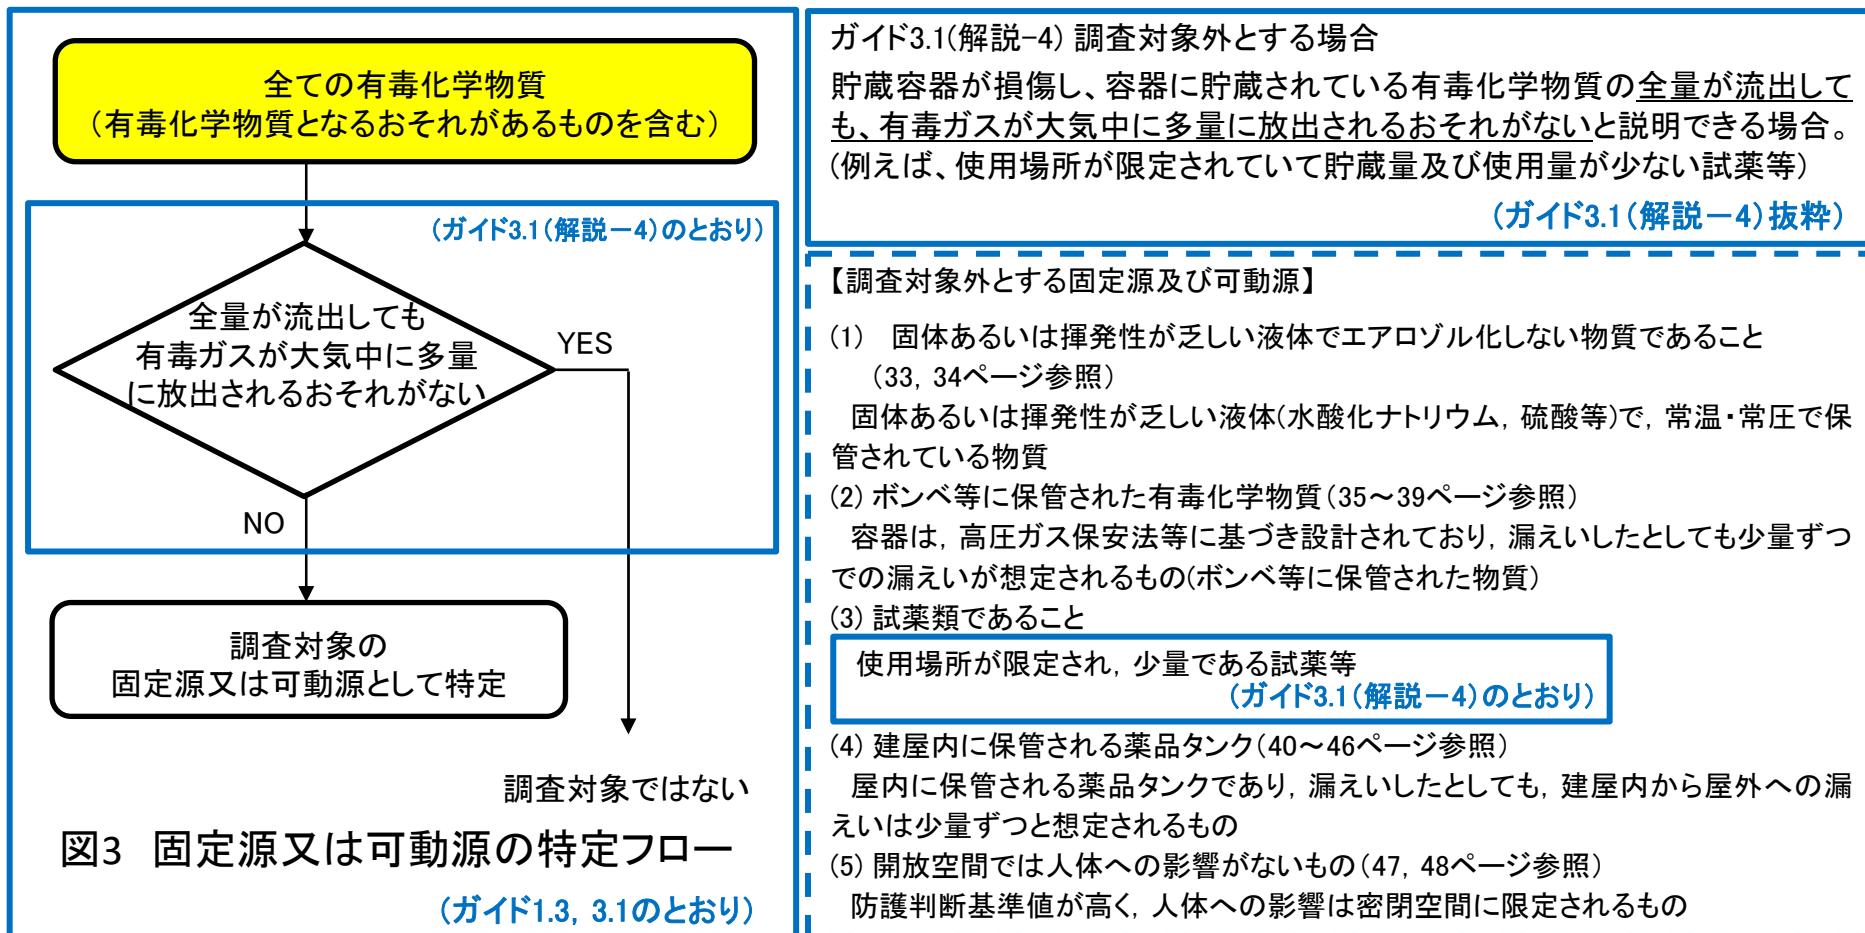 全ての有毒化学物質
（有毒化学物質となるおそれがあるものを含む）
(ガイド3.1(解説－4)のとおり)
全量が流出しても
有毒ガスが大気中に多量
に放出されるおそれがない
YES
NO
調査対象の
固定源又は可動源として特定
調査対象ではない
図3　固定源又は可動源の特定フロー
(ガイド1.3, 3.1のとおり)
ガイド3.1(解説-4) 調査対象外とする場合
貯蔵容器が損傷し、容器に貯蔵されている有毒化学物質の全量が流出して
も、有毒ガスが大気中に多量に放出されるおそれがないと説明できる場合。
(例えば、使用場所が限定されていて貯蔵量及び使用量が少ない試薬等)
(ガイド3.1(解説－4)抜粋)
【調査対象外とする固定源及び可動源】
(1)　固体あるいは揮発性が乏しい液体でエアロゾル化しない物質であること
（33, 34ページ参照）
固体あるいは揮発性が乏しい液体(水酸化ナトリウム, 硫酸等)で, 常温・常圧で保
管されている物質
(2) ボンベ等に保管された有毒化学物質（35～39ページ参照）
容器は, 高圧ガス保安法等に基づき設計されており, 漏えいしたとしても少量ずつ
での漏えいが想定されるもの(ボンベ等に保管された物質)
(3) 試薬類であること
使用場所が限定され, 少量である試薬等
(ガイド3.1(解説－4)のとおり)
(4) 建屋内に保管される薬品タンク（40～46ページ参照）
屋内に保管される薬品タンクであり, 漏えいしたとしても, 建屋内から屋外への漏
えいは少量ずつと想定されるもの
(5) 開放空間では人体への影響がないもの（47, 48ページ参照）
防護判断基準値が高く, 人体への影響は密閉空間に限定されるもの